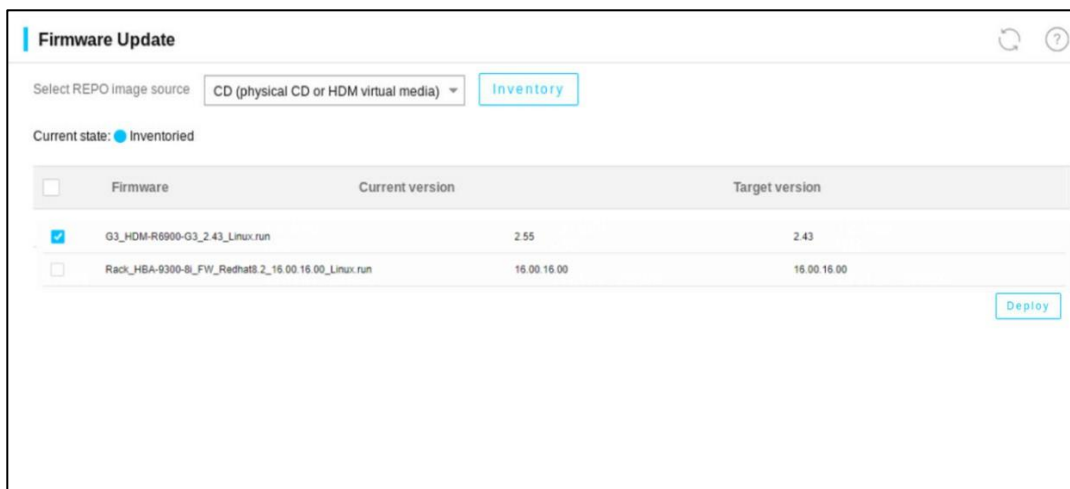 Firmware Update
Select REPO image source CD (physical CD or HDM virtual media) Inventory
Current state: Inventoried
Firmware Current version Target version
G3_HDM-R6900-G3_2.43_Linux.run 2.55 2.43
Rack_HBA-9300-8i_FW_Redhat8.2_16.00.16.00_Linux.run 16.00.16.00 16.00.16.00
Deploy